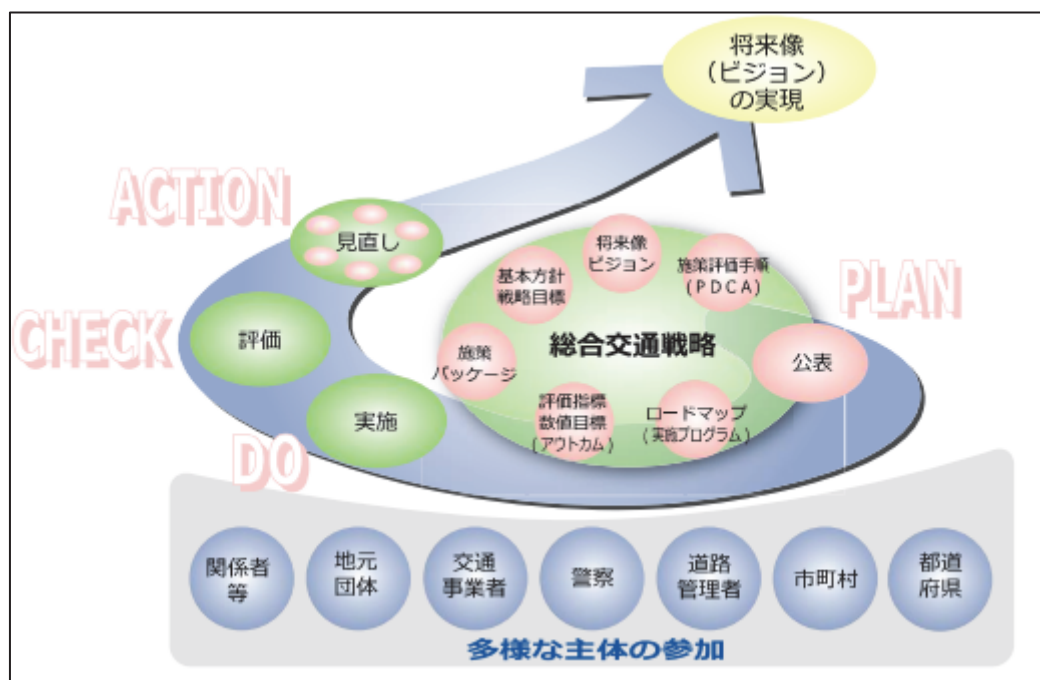 将来像
（ビジョン）
の実現
ACTION
見直し
将来像
ビジョン
基本方針
戦略目標
施策評価手順
(ＰＤＣＡ)
PLAN
CHECK
評価
総合交通戦略
施策
パッケージ
公表
実施
評価指標
数値目標
(アウトカム)
ロードマップ
(実施プログラム)
DO
関係者
等
地元
団体
交通
事業者
警察
道路
管理者
市町村
都道
府県
多様な主体の参加